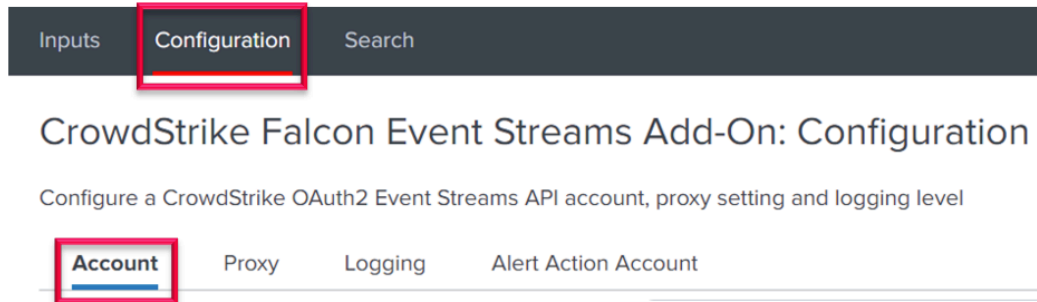 Inputs Configuration Search
CrowdStrike Falcon Event Streams Add-On: Configuration
Configure a CrowdStrike OAuth2 Event Streams API account, proxy setting and logging level
Account Proxy Logging Alert Action Account